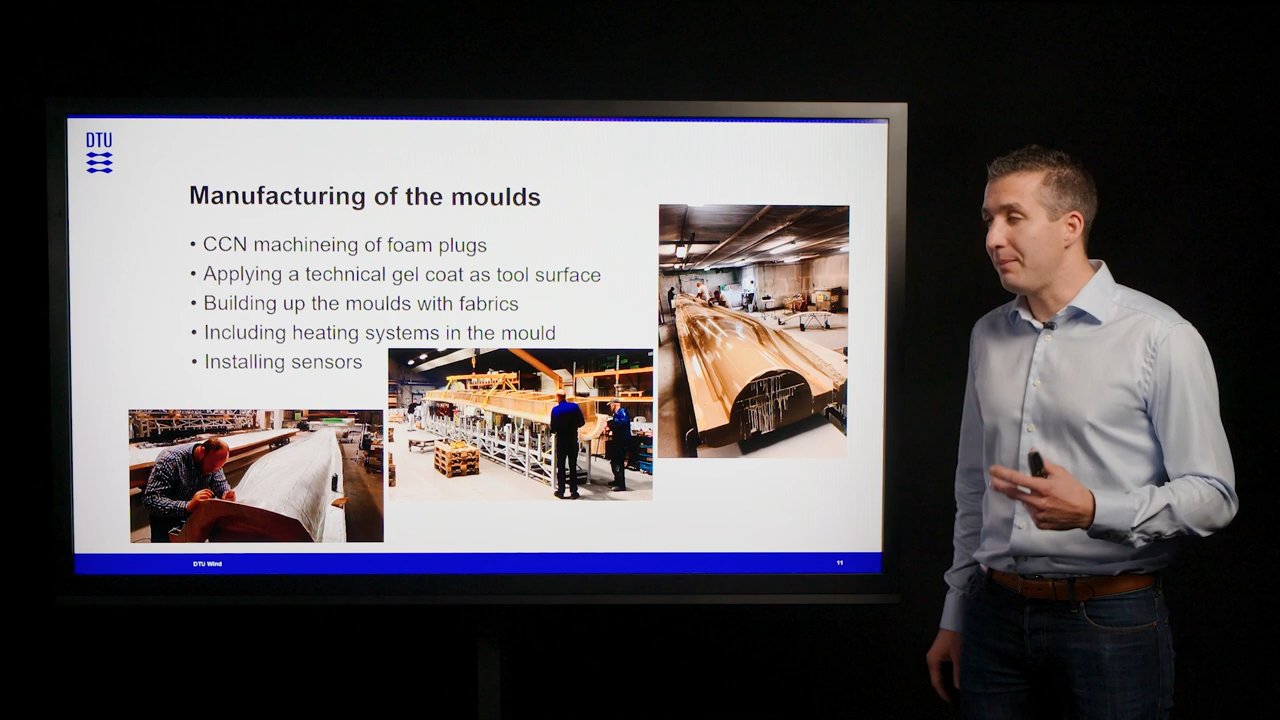 DTU
Manufacturing of the moulds
• CCN machineing of foam plugs
• Applying a technical gel coat as tool surface
• Building up the moulds with fabrics
• Including heating systems in the mould
• Installing sensors
DTU Wind
11